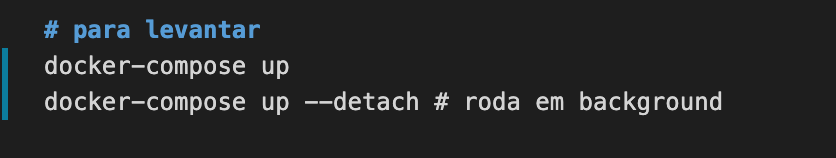 # para levantar
docker-compose up
docker-compose up --detach # roda em background